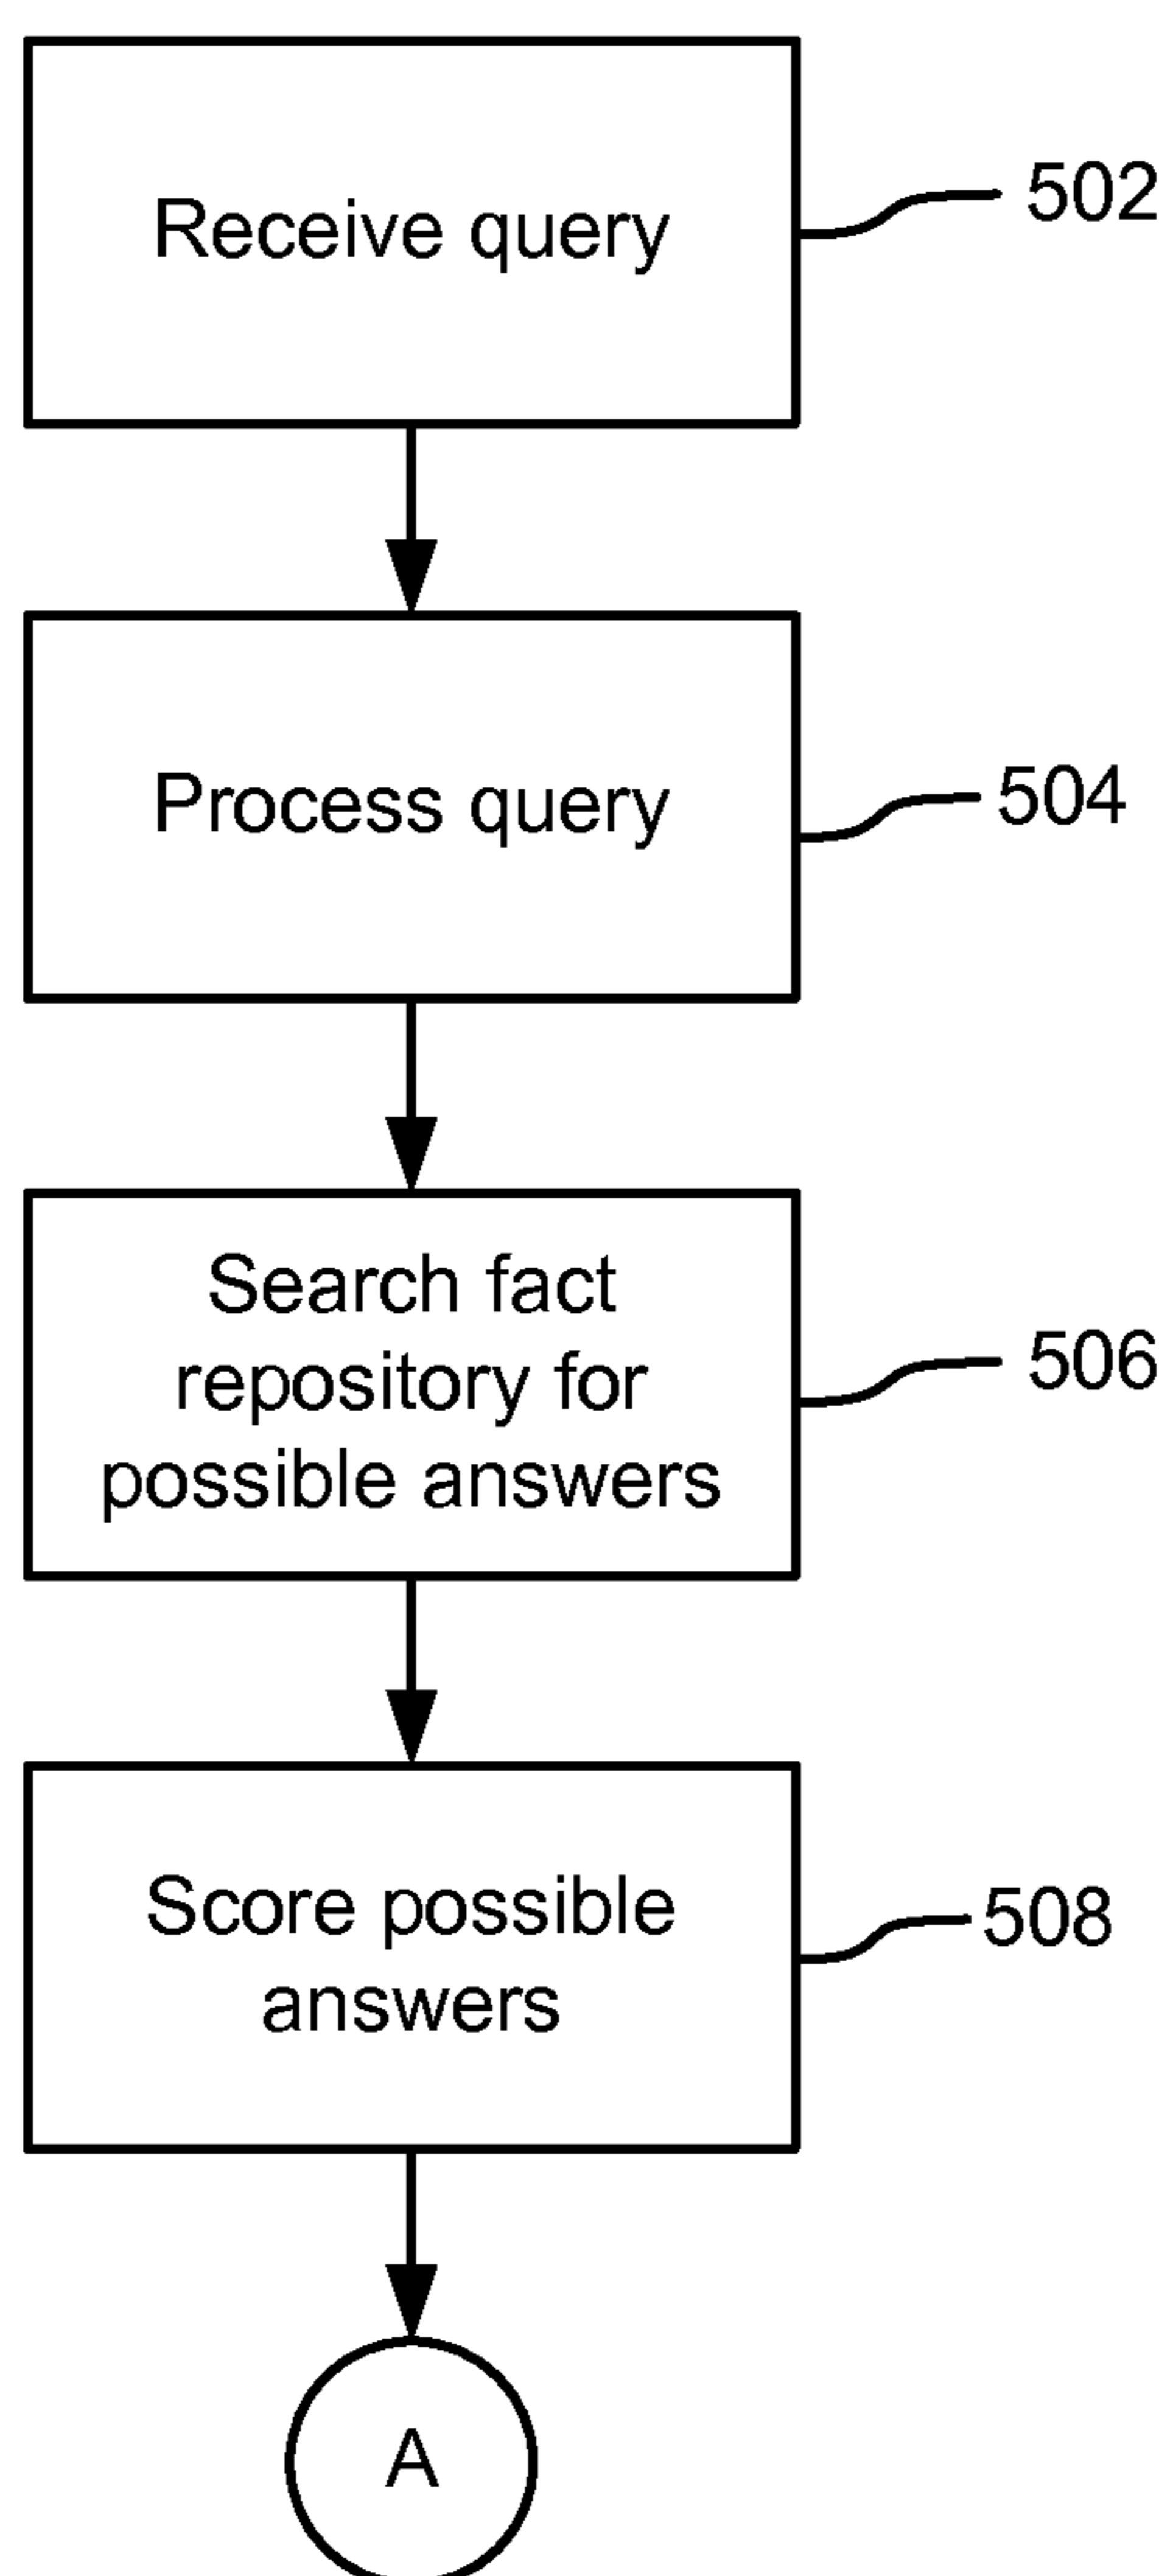 Receive query
502
Process query
504
Search fact
repository for
possible answers
506
Score possible
answers
508
A